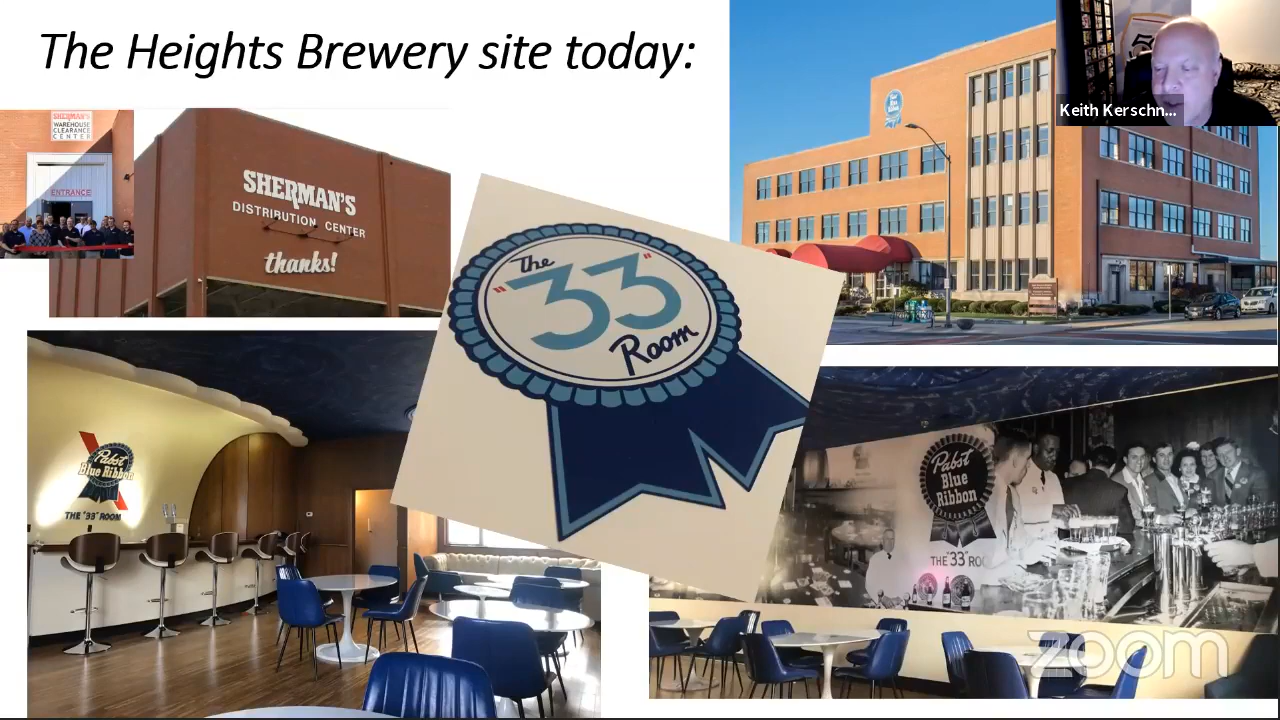 The Heights Brewery site today:
Keith Kerschn...
SHERMAN'S
WAREHOUSE
CLEARANCE
CENTER
ENTRANCE
SHERMAN'S
DISTRIBUTION CENTER
thanks!
The
"33"
Room
Pabst
Blue Ribbon
THE "33" ROOM
Pabst
Blue
Ribbon
THE "33" ROO
zoom